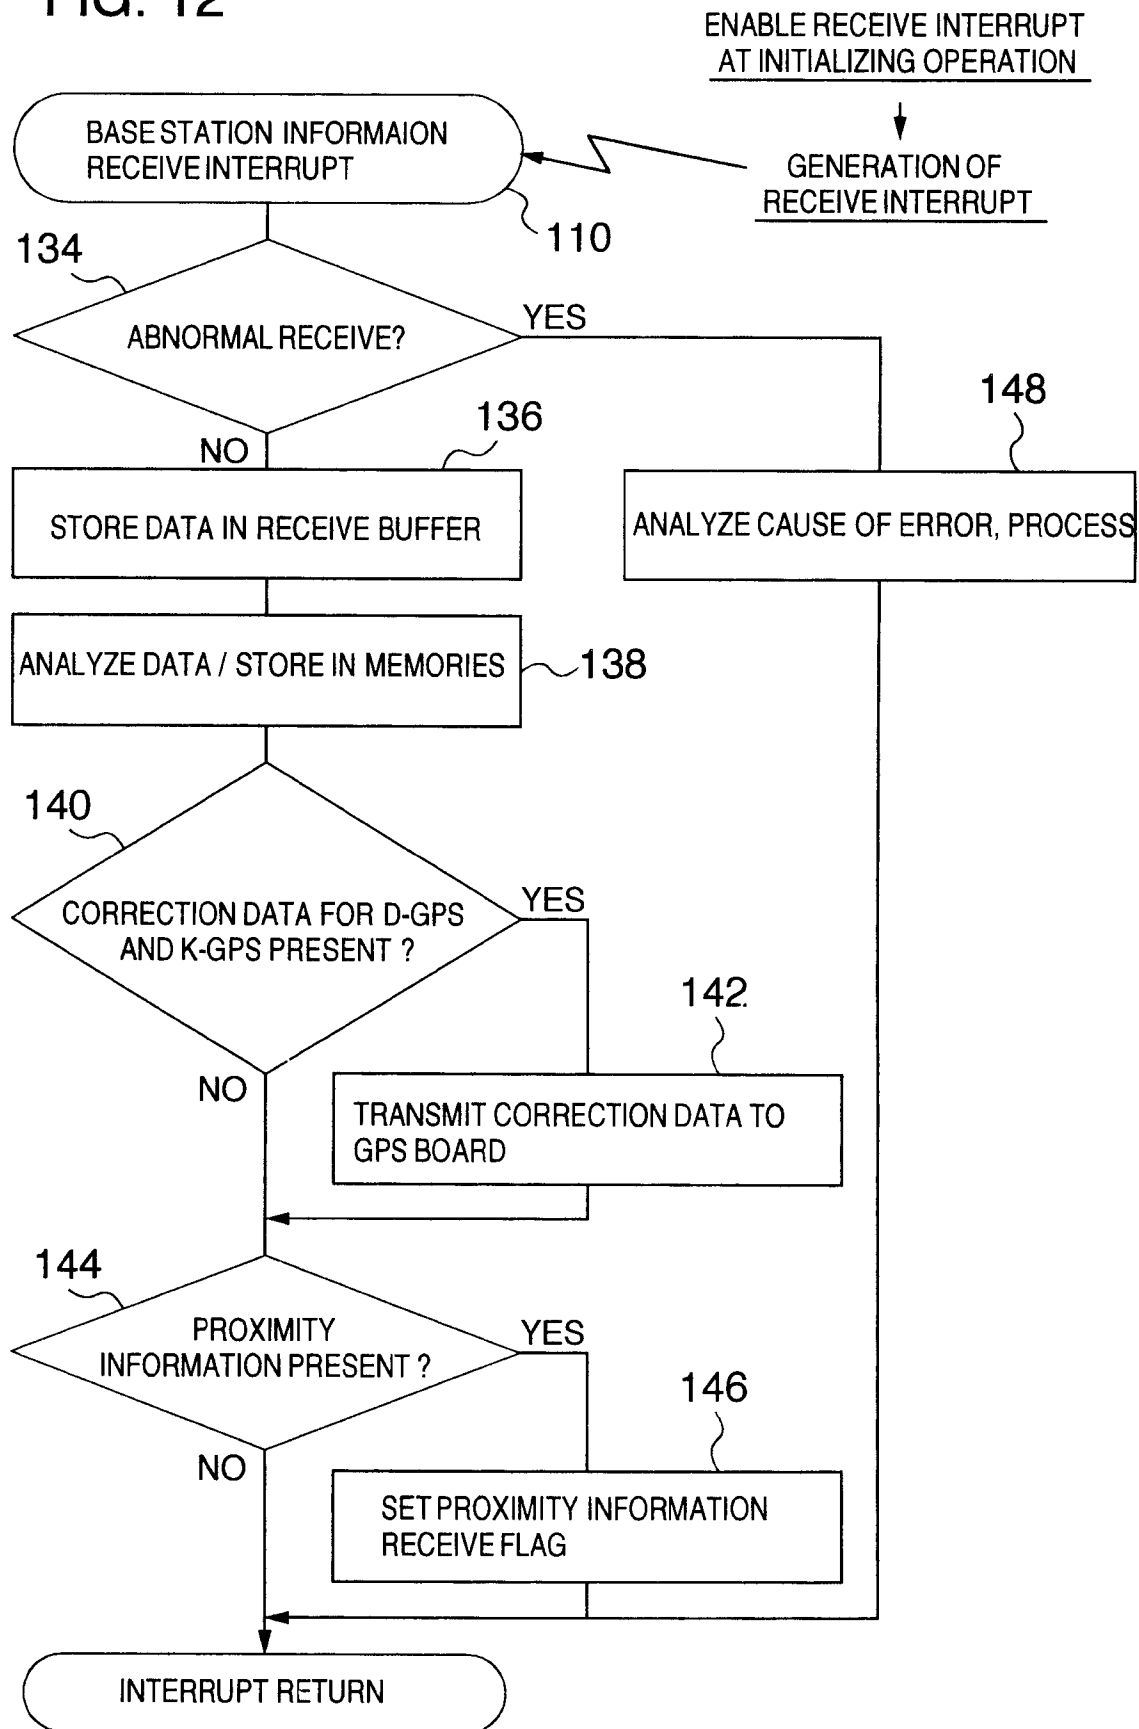 FIG. 12
ENABLE RECEIVE INTERRUPT
AT INITIALIZING OPERATION
BASE STATION INFORMAION
RECEIVE INTERRUPT
GENERATION OF
RECEIVE INTERRUPT
110
134
ABNORMAL RECEIVE?
YES
NO
136
148
STORE DATA IN RECEIVE BUFFER
ANALYZE CAUSE OF ERROR, PROCESS
ANALYZE DATA / STORE IN MEMORIES
138
140
CORRECTION DATA FOR D-GPS
AND K-GPS PRESENT ?
YES
NO
142
TRANSMIT CORRECTION DATA TO
GPS BOARD
144
PROXIMITY
INFORMATION PRESENT ?
YES
NO
146
SET PROXIMITY INFORMATION
RECEIVE FLAG
INTERRUPT RETURN